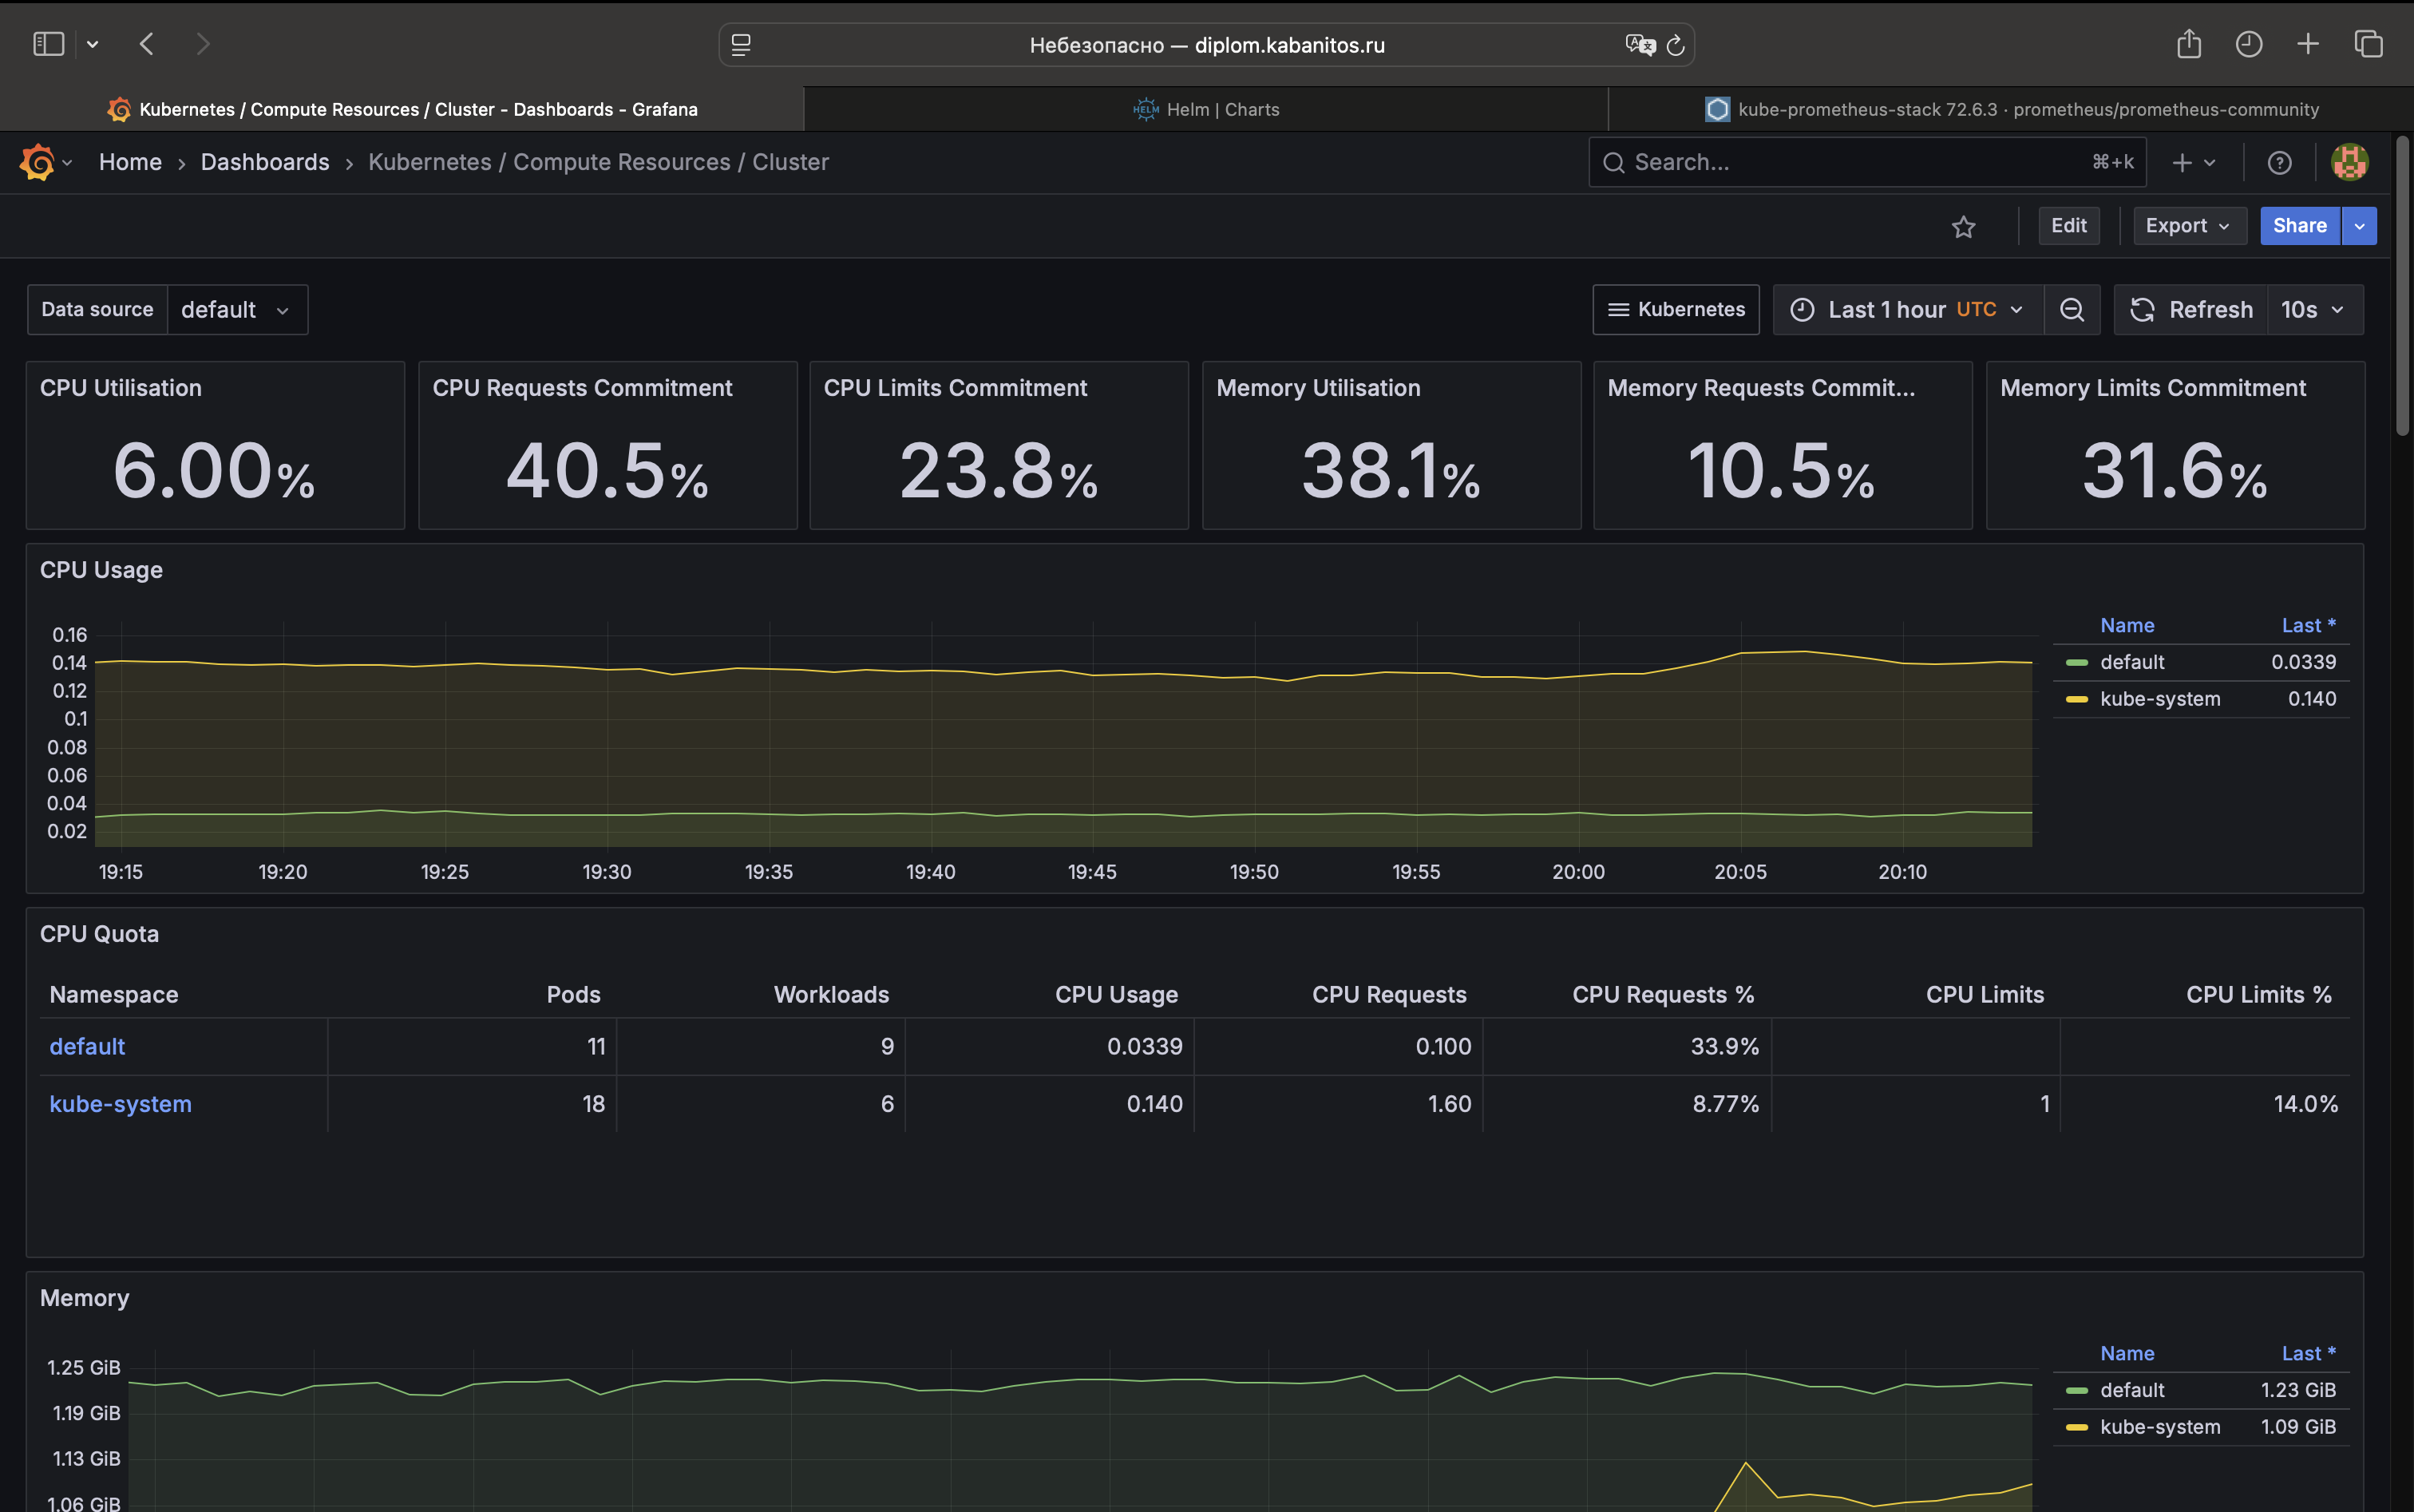 Небезопасно — diplom.kabanitos.ru
Kubernetes / Compute Resources / Cluster - Dashboards - Grafana
HELM Helm | Charts
kube-prometheus-stack 72.6.3 · prometheus/prometheus-community
Home › Dashboards › Kubernetes / Compute Resources / Cluster
Search... ⌘+k
Edit Export Share
Data source default
Kubernetes Last 1 hour UTC Refresh 10s
CPU Utilisation
6.00%
CPU Requests Commitment
40.5%
CPU Limits Commitment
23.8%
Memory Utilisation
38.1%
Memory Requests Commit...
10.5%
Memory Limits Commitment
31.6%
CPU Usage
0.16
0.14
0.12
0.1
0.08
0.06
0.04
0.02
19:15 19:20 19:25 19:30 19:35 19:40 19:45 19:50 19:55 20:00 20:05 20:10
Name Last *
default 0.0339
kube-system 0.140
CPU Quota
Namespace Pods Workloads CPU Usage CPU Requests CPU Requests % CPU Limits CPU Limits %
default 11 9 0.0339 0.100 33.9%
kube-system 18 6 0.140 1.60 8.77% 1 14.0%
Memory
1.25 GiB
1.19 GiB
1.13 GiB
1.06 GiB
Name Last *
default 1.23 GiB
kube-system 1.09 GiB